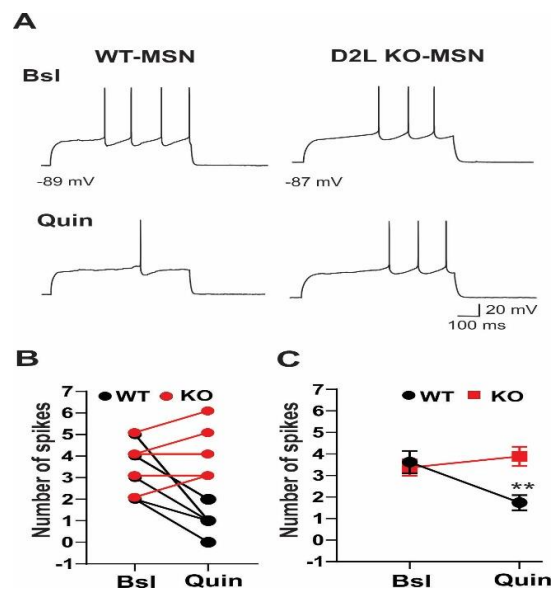 A
WT-MSN D2L KO-MSN
Bsl
-89 mV -87 mV
Quin
20 mV
100 ms
B C
7 WT KO 7 WT KO
6 6
5 5
4 4
3 3
2 2 **
1 1
0 0
-1 -1
Number of spikes Number of spikes
Bsl Quin Bsl Quin